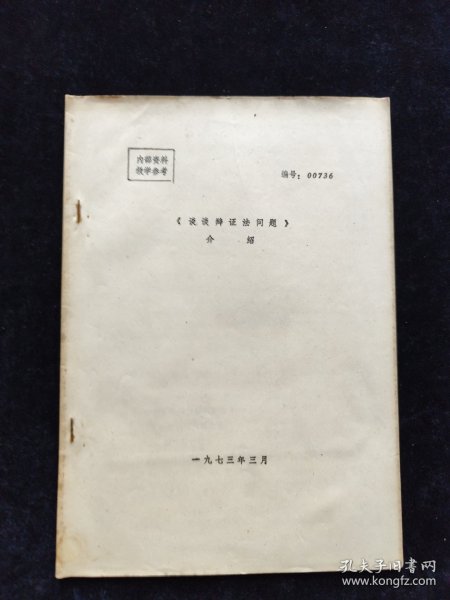 内部资料
教学参考
编号：00736
《谈谈辩证法问题》
介 绍
一九七三年三月
孔夫子旧书网
www.kongfz.com